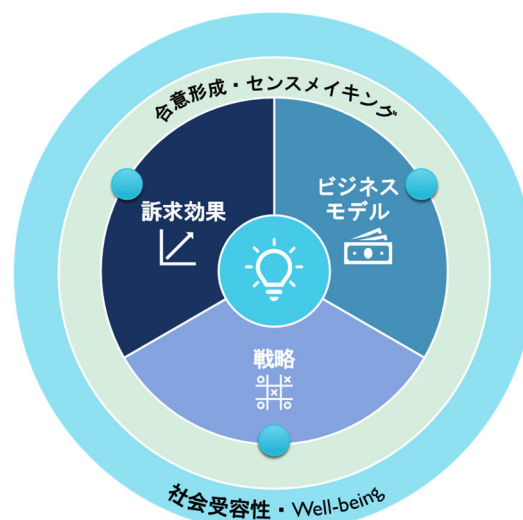 合意形成・センスメイキング
訴求効果
ビジネス
モデル
戦略
社会受容性・Well-being